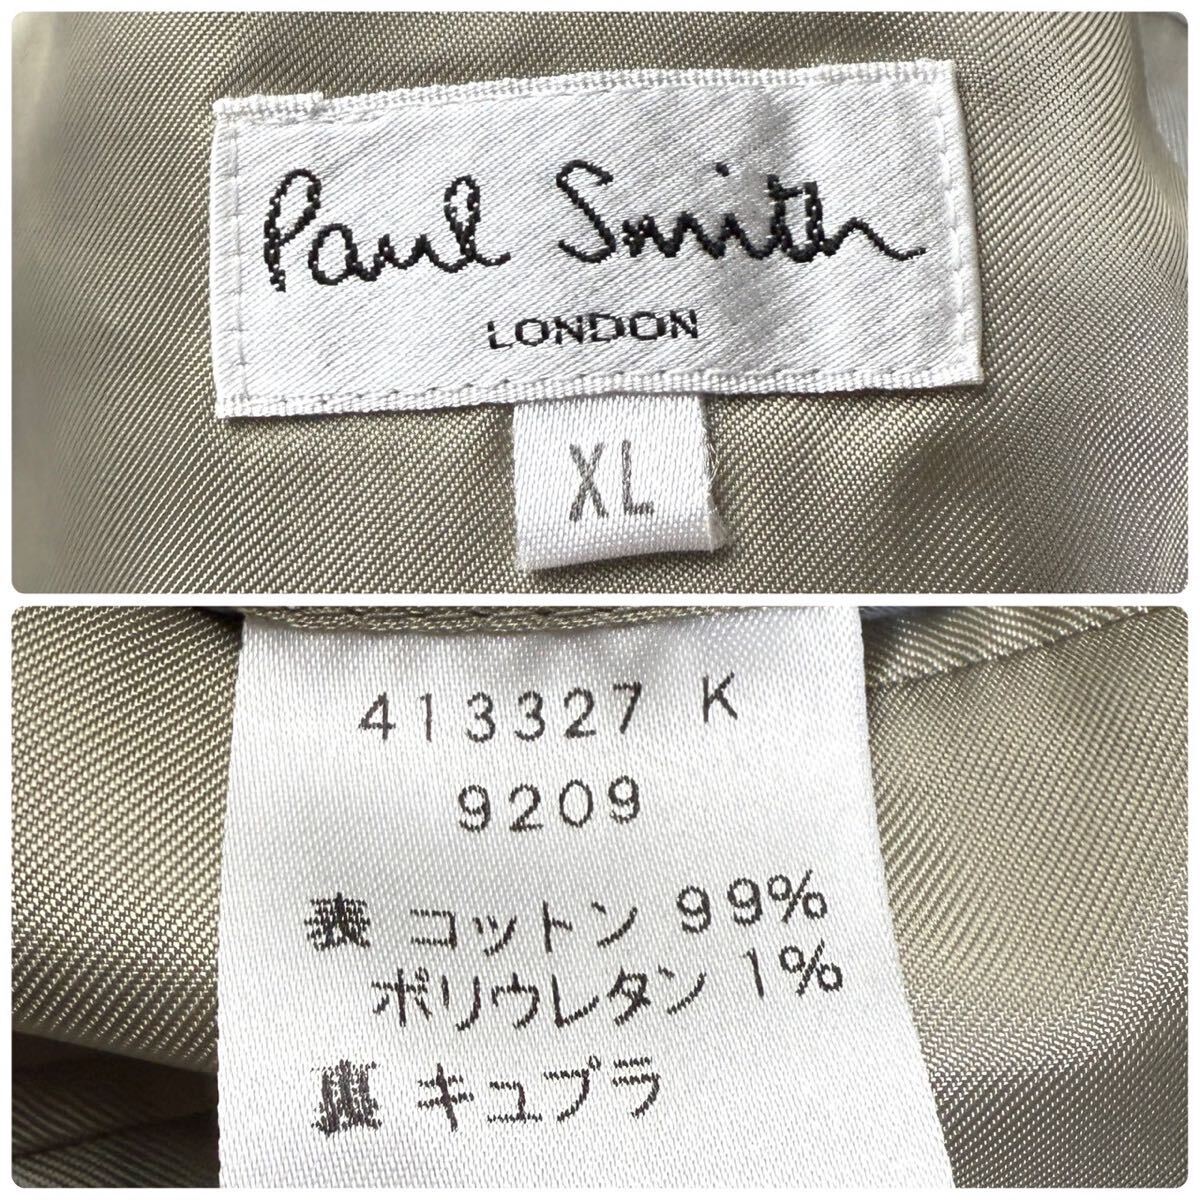 Paul Smith
LONDON
XL
413327 K
9209
表 コットン 99%
ポリウレタン 1%
裏 キュプラ